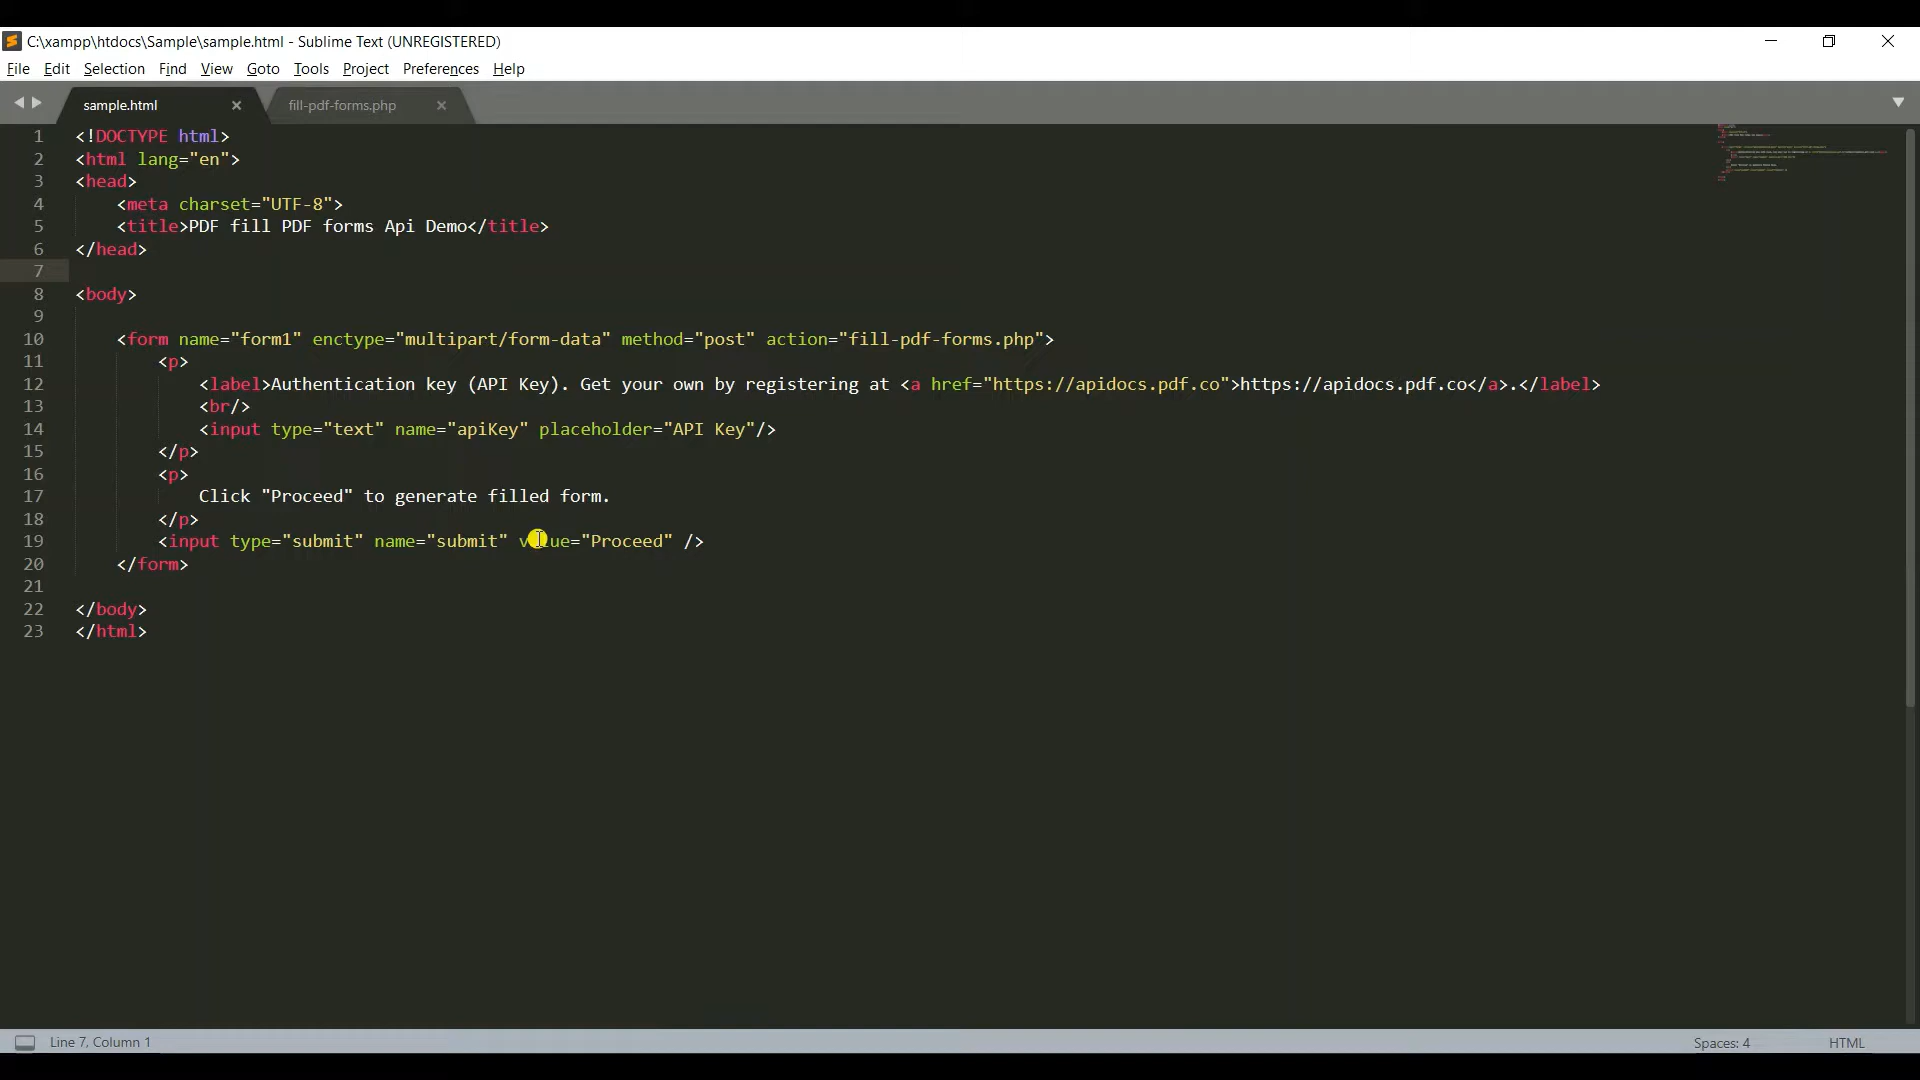 C:\xampp\htdocs\Sample\sample.html - Sublime Text (UNREGISTERED)
File Edit Selection Find View Goto Tools Project Preferences Help
sample.html fill-pdf-forms.php
1 <!DOCTYPE html>
2 <html lang="en">
3 <head>
4     <meta charset="UTF-8">
5     <title>PDF fill PDF forms Api Demo</title>
6 </head>
7
8 <body>
9
10     <form name="form1" enctype="multipart/form-data" method="post" action="fill-pdf-forms.php">
11         <p>
12             <label>Authentication key (API Key). Get your own by registering at <a href="https://apidocs.pdf.co">https://apidocs.pdf.co</a>.</label>
13             <br/>
14             <input type="text" name="apiKey" placeholder="API Key"/>
15         </p>
16         <p>
17             Click "Proceed" to generate filled form.
18         </p>
19         <input type="submit" name="submit" value="Proceed" />
20     </form>
21
22 </body>
23 </html>
Line 7, Column 1 Spaces: 4 HTML